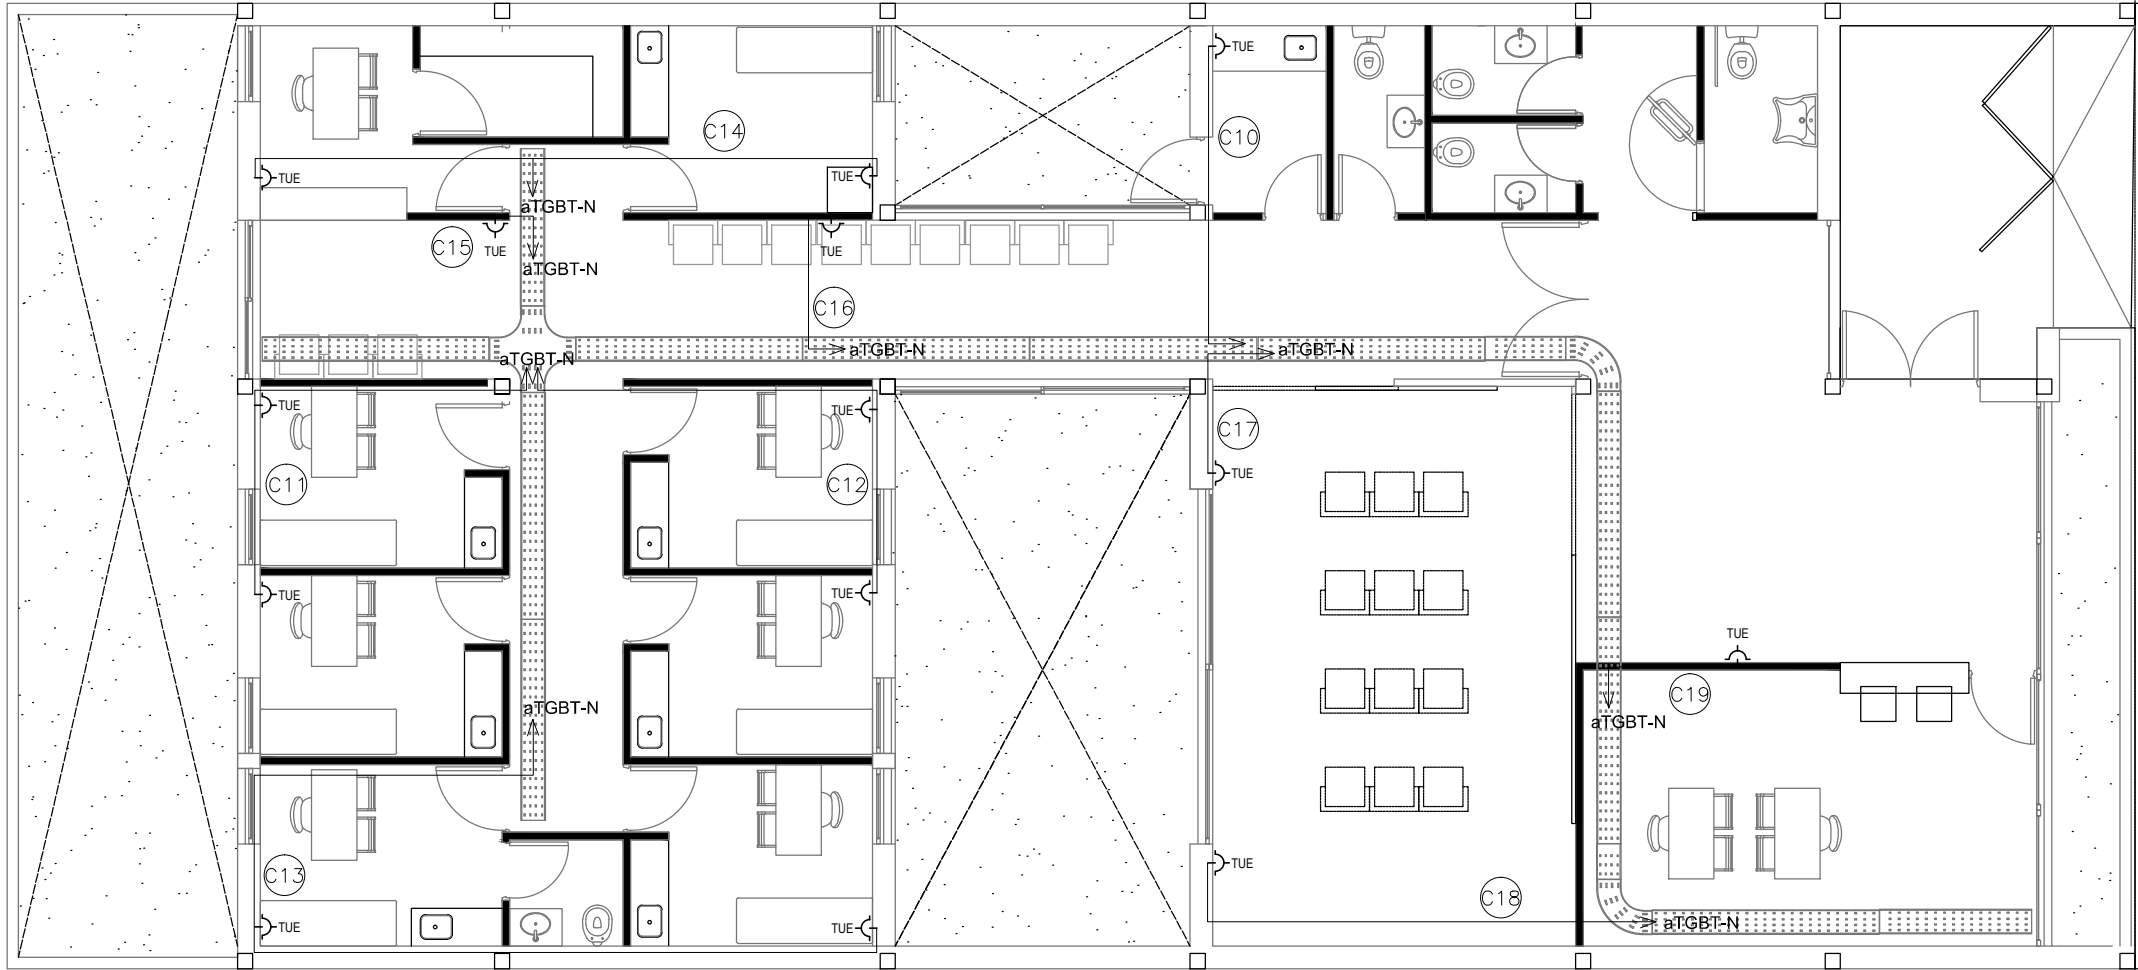 TUE
C14
C10
TUE
TUE
aTGBT-N
C15
TUE
TUE
aTGBT-N
C16
aTGBT-N
aTGBT-N
aTGBT-N
TUE
TUE
C17
TUE
C11
C12
TUE
TUE
TUE
C19
aTGBT-N
aTGBT-N
TUE
C13
C18
TUE
TUE
aTGBT-N